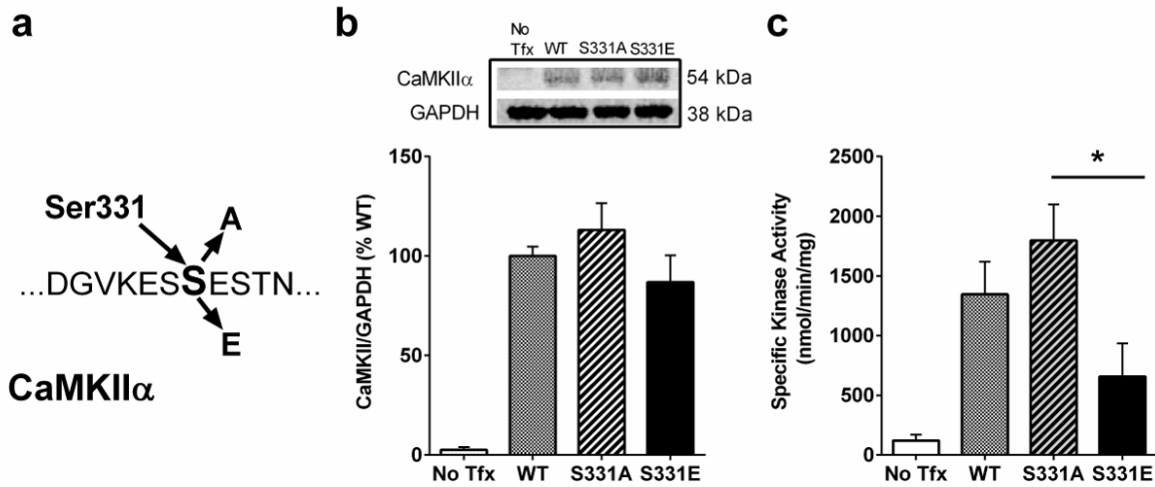 a
Ser331
A
...DGVKESSESTN...
E
CaMKIIα
b
No
Tfx WT S331A S331E
CaMKIIα 54 kDa
GAPDH 38 kDa
CaMKII/GAPDH (% WT)
150
100
50
0
No Tfx WT S331A S331E
c
Specific Kinase Activity
(nmol/min/mg)
2500
2000
1500
1000
500
0
*
No Tfx WT S331A S331E